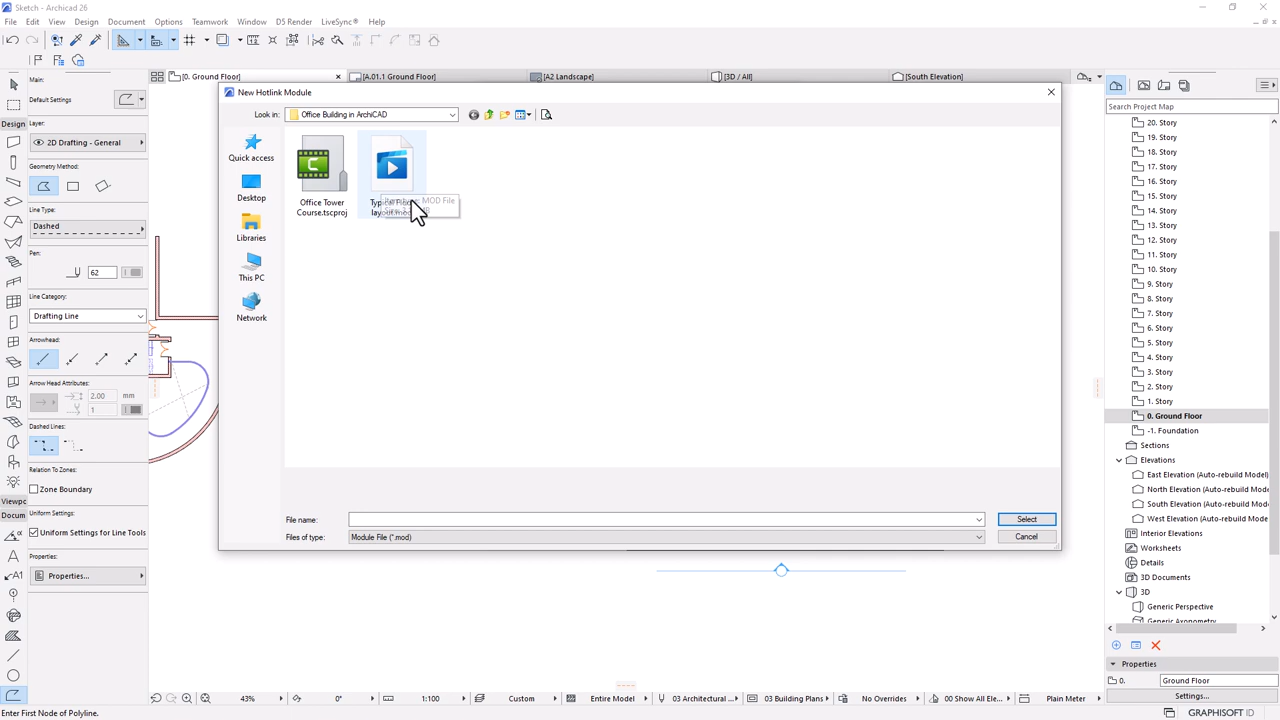 Sketch - Archicad 26
File Edit View Design Document Options Teamwork Window D5 Render LiveSync® Help
[0. Ground Floor]
[A.01.1 Ground Floor]
[A2 Landscape]
[3D / All]
[South Elevation]
Main:
Default Settings
Layer:
2D Drafting - General
Geometry Method:
Line Type:
Dashed
Pen:
62
Line Category:
Drafting Line
Arrowhead:
Arrow Head Attributes:
2.00 mm
1
Dashed Lines:
Relation To Zones:
Zone Boundary
Uniform Settings:
Uniform Settings for Line Tools
Properties:
Properties...
Design
Viewpc
Docum
New Hotlink Module
Look in:
Office Building in ArchiCAD
Quick access
Desktop
Libraries
This PC
Network
Office Tower
Course.tscproj
MOD File
File name:
Select
Files of type:
Module File (*.mod)
Cancel
Search Project Map
20. Story
19. Story
18. Story
17. Story
16. Story
15. Story
14. Story
13. Story
12. Story
11. Story
10. Story
9. Story
8. Story
7. Story
6. Story
5. Story
4. Story
3. Story
2. Story
1. Story
0. Ground Floor
-1. Foundation
Sections
Elevations
East Elevation (Auto-rebuild Model)
North Elevation (Auto-rebuild Mode
South Elevation (Auto-rebuild Mode
West Elevation (Auto-rebuild Mode
Interior Elevations
Worksheets
Details
3D Documents
3D
Generic Perspective
Generic Axonometry
Properties
0.
Ground Floor
Settings...
43%
0°
1:100
Custom
Entire Model
03 Architectural ...
03 Building Plans
No Overrides
00 Show All Ele...
Plain Meter
Enter First Node of Polyline.
GRAPHISOFT ID